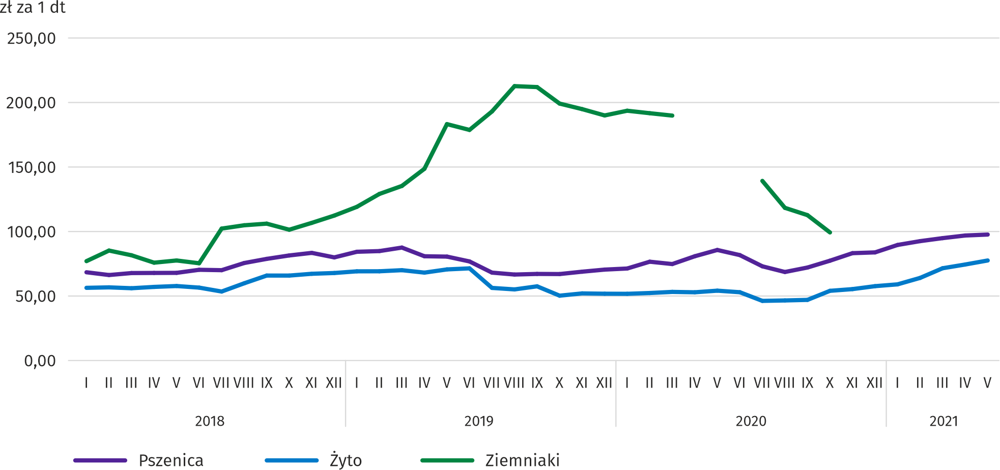 zł za 1 dt
250,00
200,00
150,00
100,00
50,00
0,00
I II III IV V VI VII VIII IX X XI XII I II III IV V VI VII VIII IX X XI XII I II III IV V VI VII VIII IX X XI XII I II III IV V
2018 2019 2020 2021
Pszenica Żyto Ziemniaki